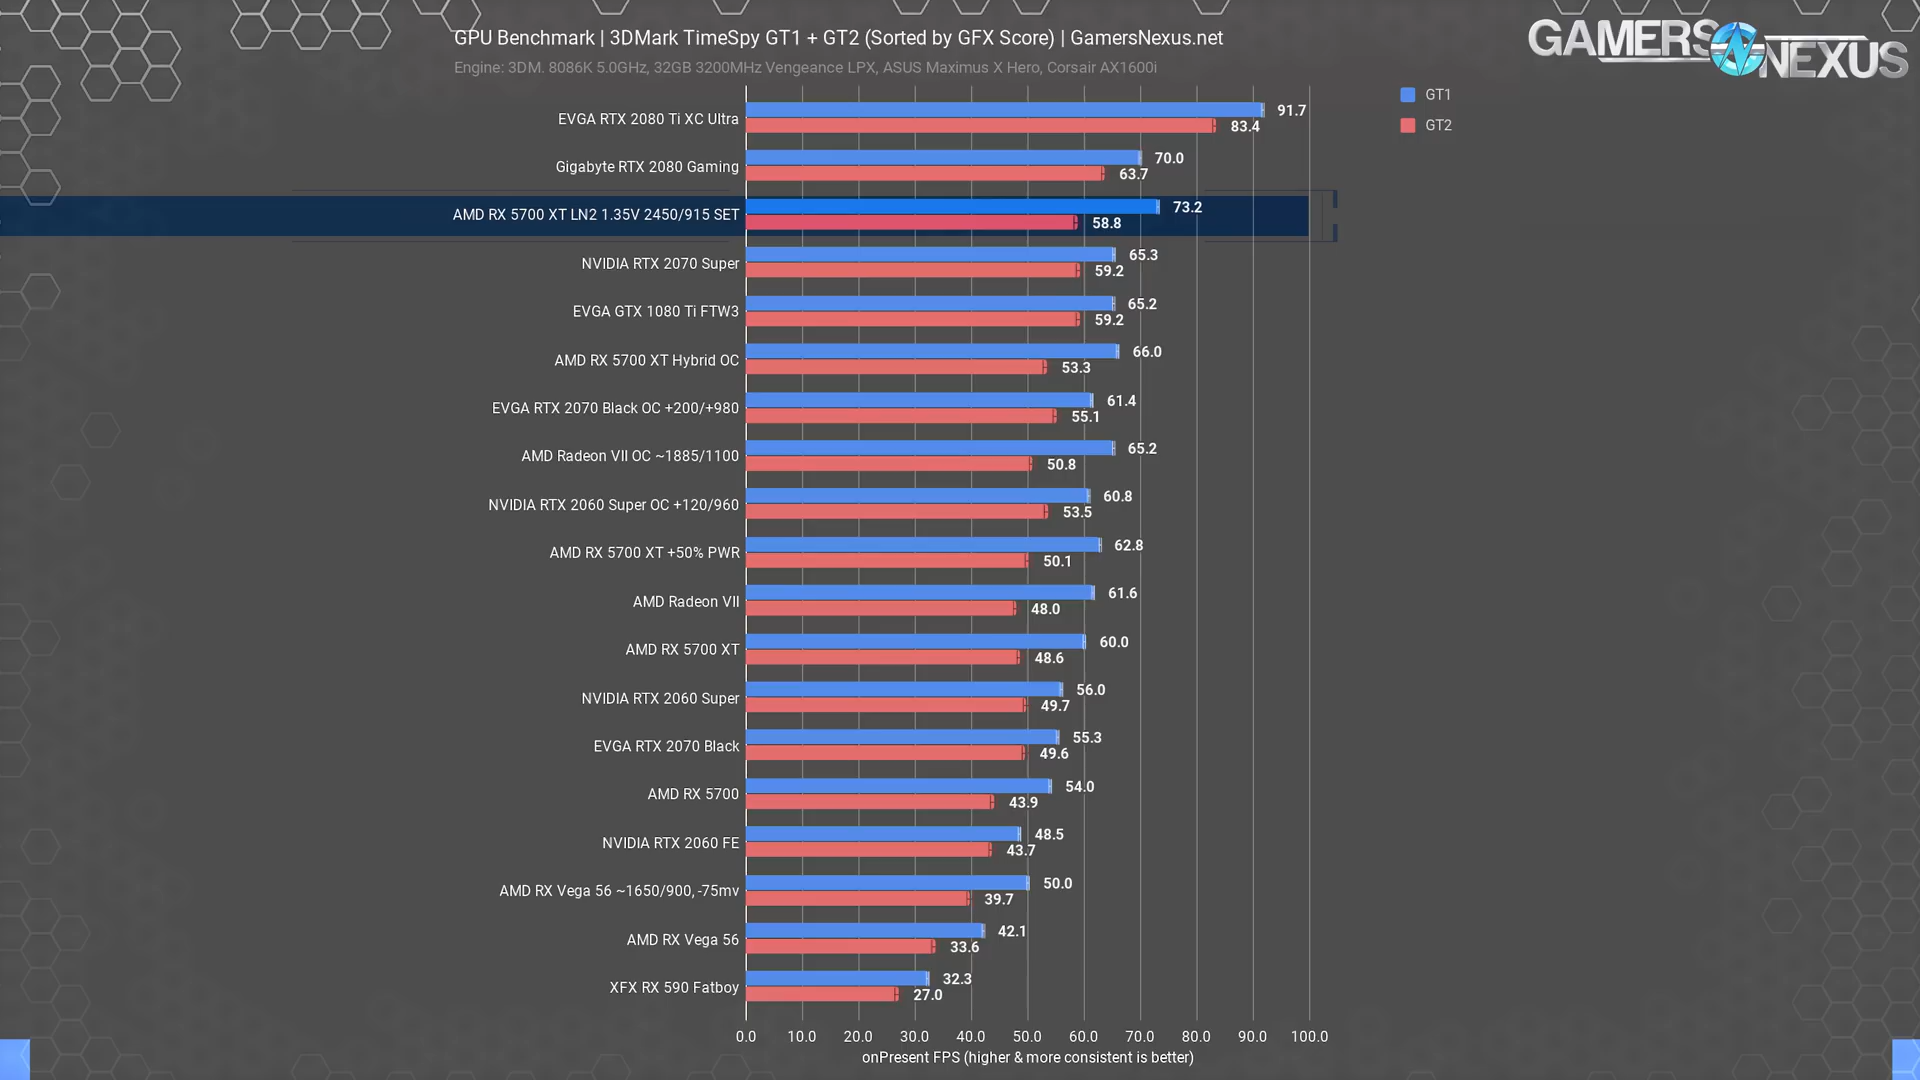 GPU Benchmark | 3DMark TimeSpy GT1 + GT2 (Sorted by GFX Score) | GamersNexus.net
Engine: 3DM. 8086K 5.0GHz, 32GB 3200MHz Vengeance LPX, ASUS Maximus X Hero, Corsair AX1600i
GAMERS NEXUS
GT1
GT2
EVGA RTX 2080 Ti XC Ultra 91.7 83.4
Gigabyte RTX 2080 Gaming 70.0 63.7
AMD RX 5700 XT LN2 1.35V 2450/915 SET 73.2 58.8
NVIDIA RTX 2070 Super 65.3 59.2
EVGA GTX 1080 Ti FTW3 65.2 59.2
AMD RX 5700 XT Hybrid OC 66.0 53.3
EVGA RTX 2070 Black OC +200/+980 61.4 55.1
AMD Radeon VII OC ~1885/1100 65.2 50.8
NVIDIA RTX 2060 Super OC +120/960 60.8 53.5
AMD RX 5700 XT +50% PWR 62.8 50.1
AMD Radeon VII 61.6 48.0
AMD RX 5700 XT 60.0 48.6
NVIDIA RTX 2060 Super 56.0 49.7
EVGA RTX 2070 Black 55.3 49.6
AMD RX 5700 54.0 43.9
NVIDIA RTX 2060 FE 48.5 43.7
AMD RX Vega 56 ~1650/900, -75mv 50.0 39.7
AMD RX Vega 56 42.1 33.6
XFX RX 590 Fatboy 32.3 27.0
0.0 10.0 20.0 30.0 40.0 50.0 60.0 70.0 80.0 90.0 100.0
onPresent FPS (higher & more consistent is better)